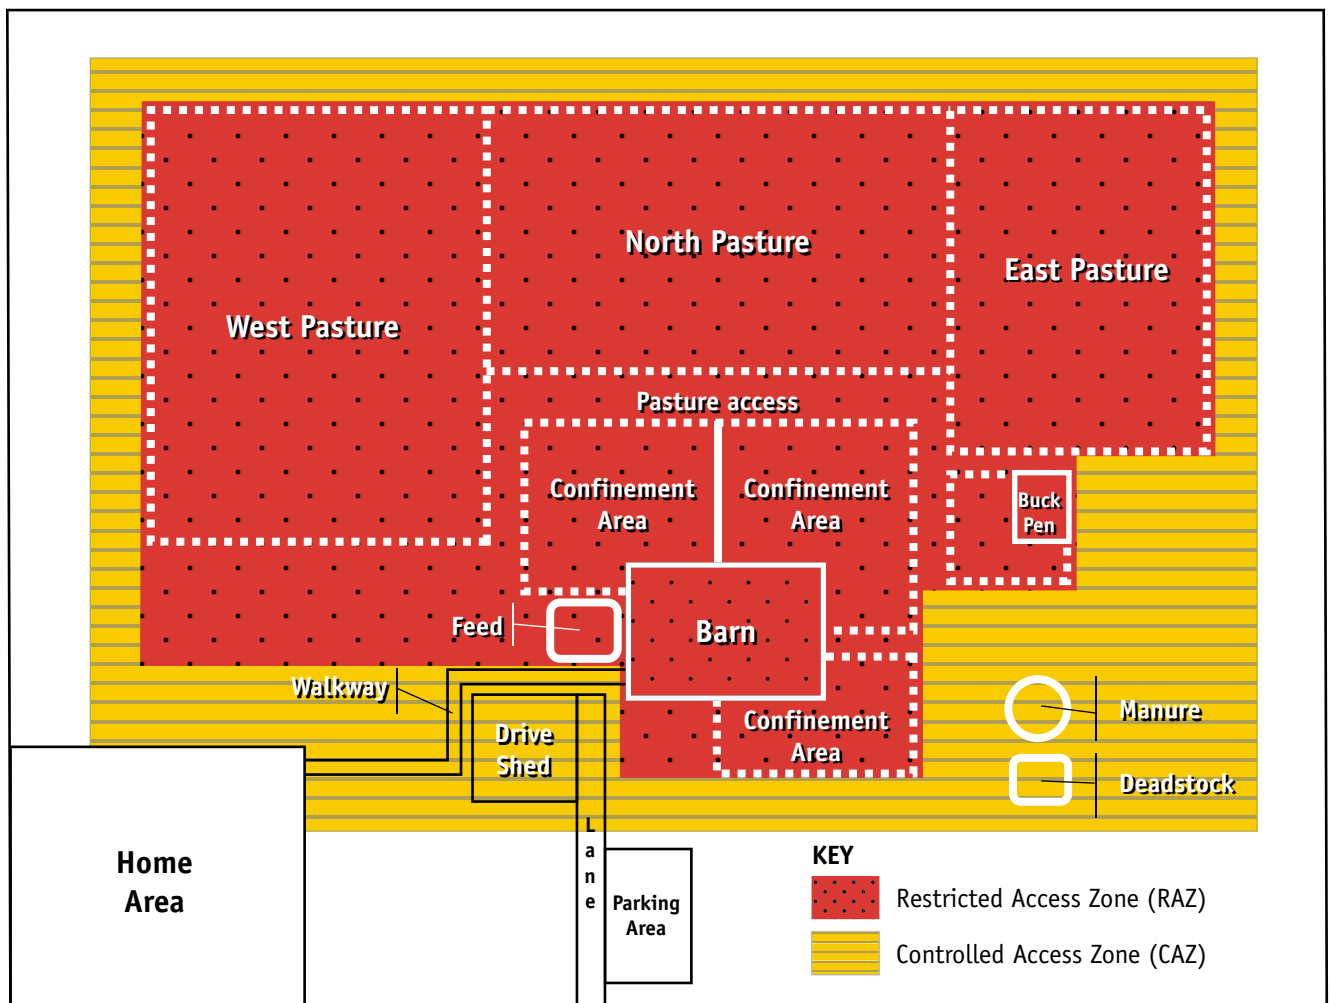 North Pasture
East Pasture
West Pasture
Pasture access
Confinement
Area
Confinement
Area
Buck
Pen
Feed
Barn
Walkway
Drive
Shed
Confinement
Area
Manure
Deadstock
Lane
Home
Area
Parking
Area
KEY
Restricted Access Zone (RAZ)
Controlled Access Zone (CAZ)